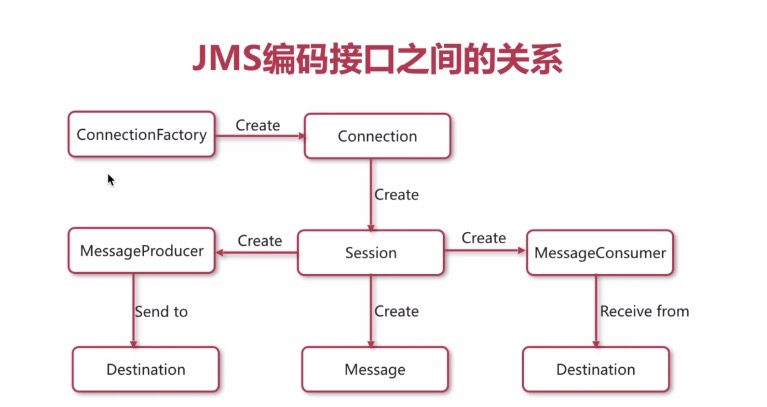 JMS编码接口之间的关系
ConnectionFactory
Create
Connection
Create
MessageProducer
Create
Session
Create
MessageConsumer
Send to
Create
Receive from
Destination
Message
Destination